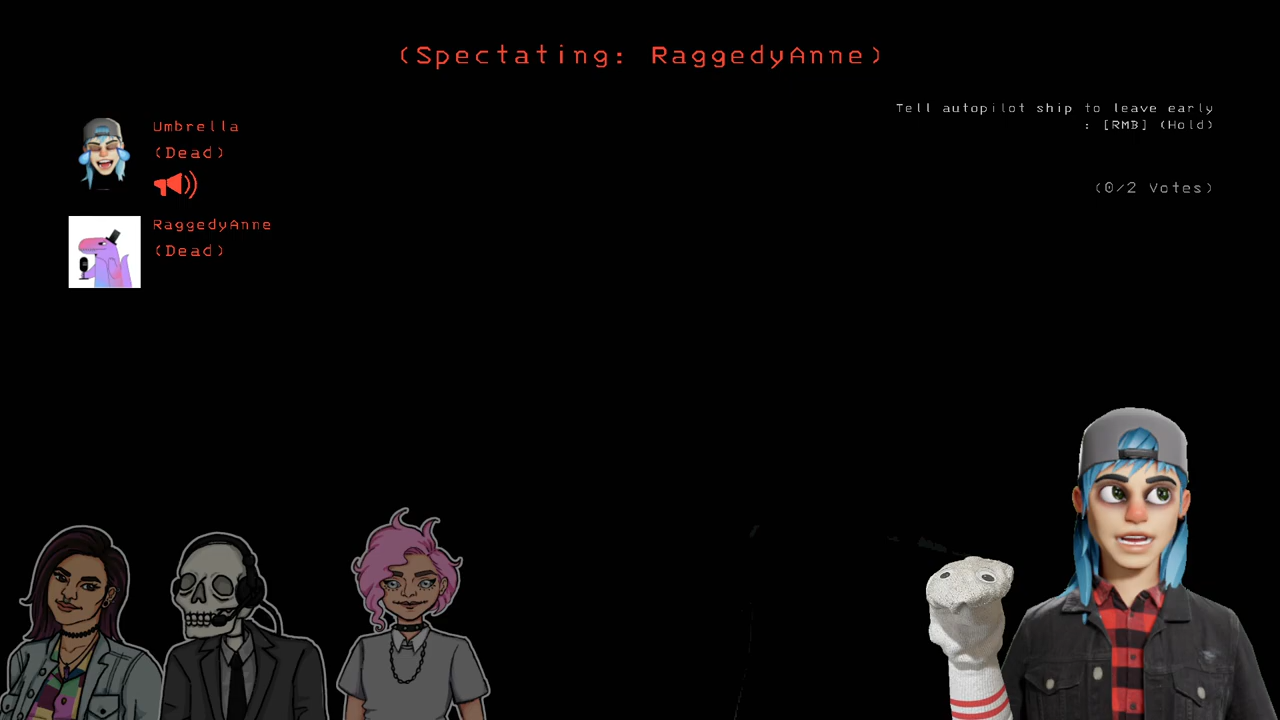 (Spectating: RaggedyAnne)
Tell autopilot ship to leave early
: [RMB] (Hold)
(0/2 Votes)
Umbrella
(Dead)
RaggedyAnne
(Dead)